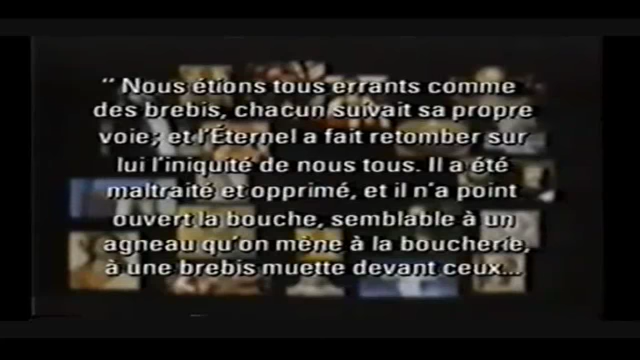 “ Nous étions tous errants comme
des brebis, chacun suivait sa propre
voie; et l'Éternel a fait retomber sur
lui l'iniquité de nous tous. Il a été
maltraité et opprimé, et il n'a point
ouvert la bouche, semblable à un
agneau qu'on mène à la boucherie,
à une brebis muette devant ceux...